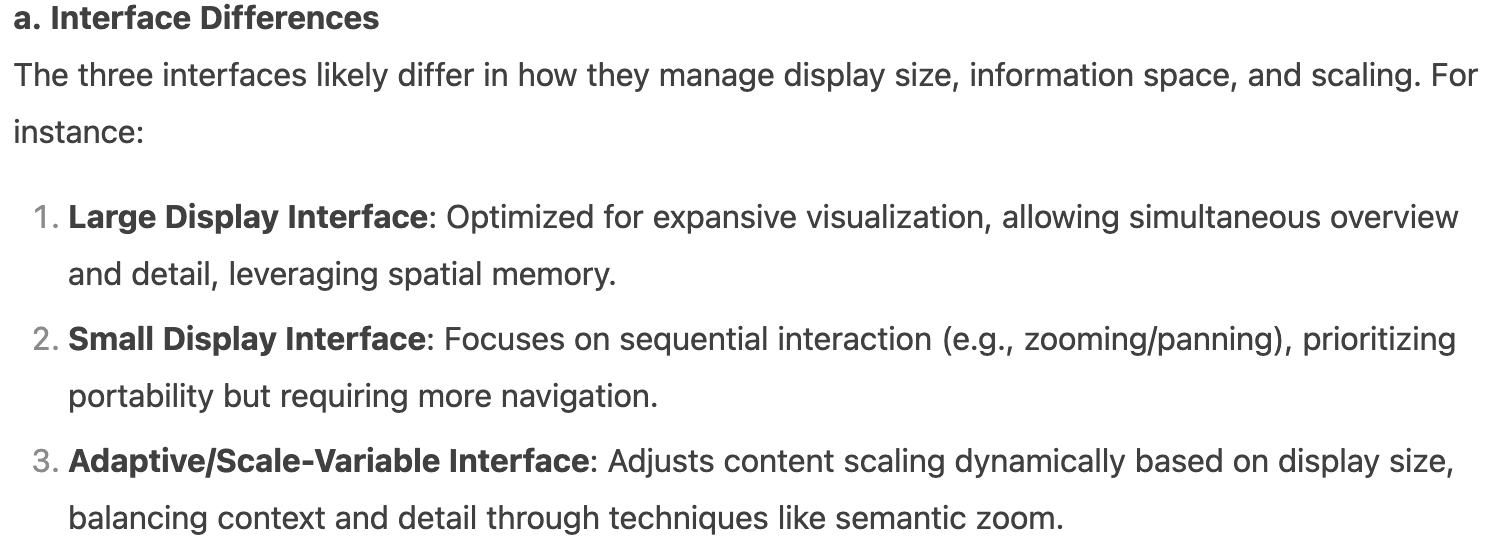 a. Interface Differences
The three interfaces likely differ in how they manage display size, information space, and scaling. For
instance:
1. Large Display Interface: Optimized for expansive visualization, allowing simultaneous overview
and detail, leveraging spatial memory.
2. Small Display Interface: Focuses on sequential interaction (e.g., zooming/panning), prioritizing
portability but requiring more navigation.
3. Adaptive/Scale-Variable Interface: Adjusts content scaling dynamically based on display size,
balancing context and detail through techniques like semantic zoom.